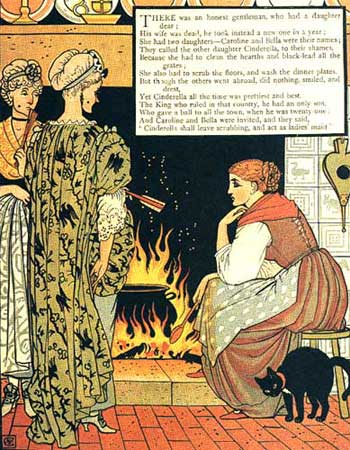 THERE was an honest gentleman, who had a daughter
dear;
His wife was dead, he took instead a new one in a year;
She had two daughters—Caroline and Bella were their names;
They called the other daughter Cinderella, to their shames,
Because she had to clean the hearths and black-lead all the
grates;
She also had to scrub the floors, and wash the dinner plates.
But though the others went abroad, did nothing, smiled, and
drest,
Yet Cinderella all the time was prettiest and best.
The King who ruled in that country, he had an only son,
Who gave a ball to all the town, when he was twenty one:
And Caroline and Bella were invited, and they said,
"Cinderella shall leave scrubbing, and act as ladies' maid."